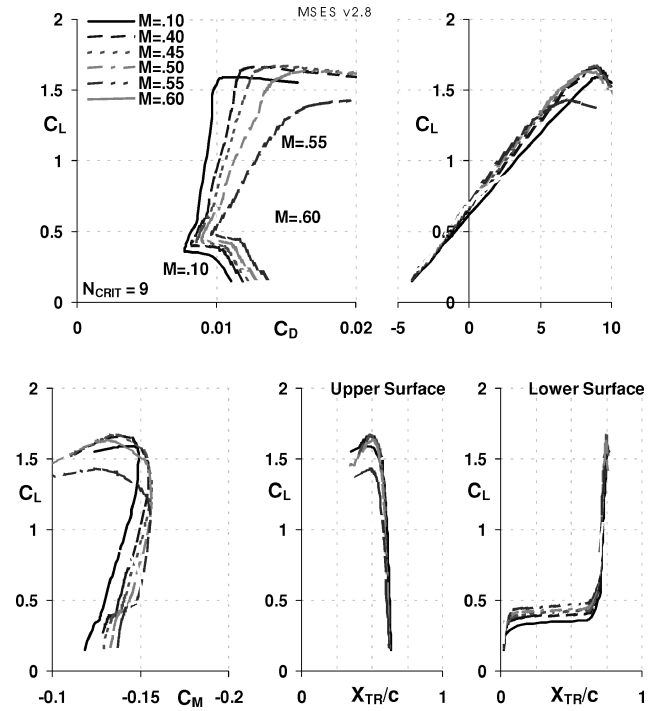 MSES v2.8
M=.10
M=.40
M=.45
M=.50
M=.55
M=.60
2
1.5
C_L
1
0.5
0
M=.55
M=.60
M=.10
N_CRIT = 9
0
0.01
C_D
0.02
2
1.5
C_L
1
0.5
0
-5
0
5
10
2
1.5
C_L
1
0.5
0
-0.1
-0.15
C_M
-0.2
Upper Surface
2
1.5
C_L
1
0.5
0
0
X_TR/c
1
Lower Surface
2
1.5
C_L
1
0.5
0
0
X_TR/c
1